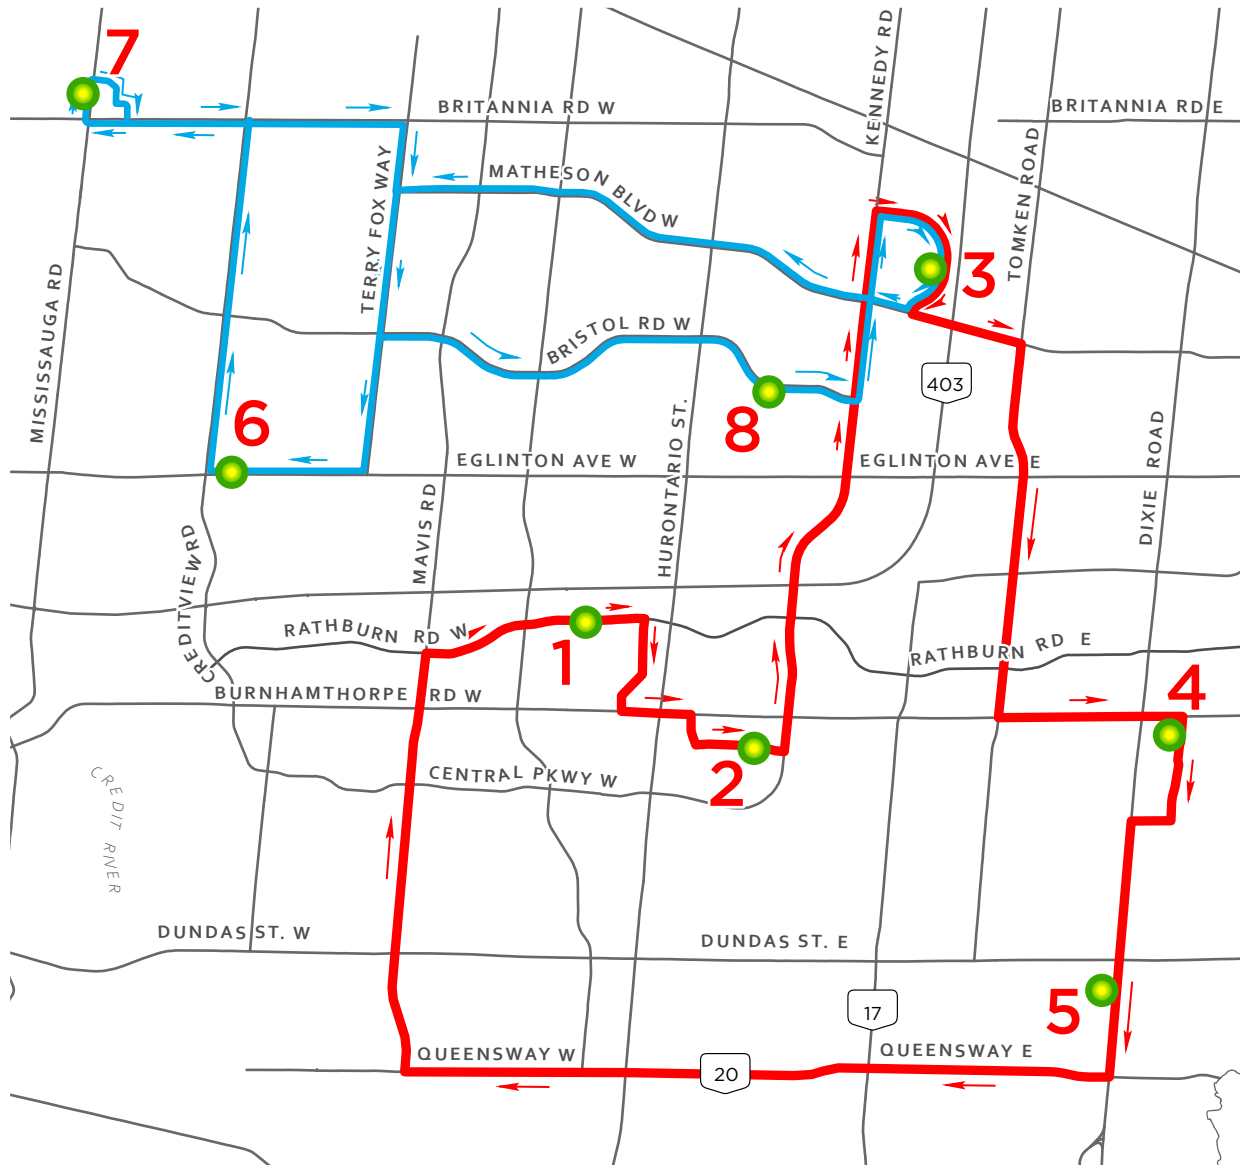 7
BRITANNIA RD W
KENNEDY RD
BRITANNIA RD E
MATHESON BLVD W
TERRY FOX WAY
TOMKEN ROAD
MISSISSAUGA RD
3
BRISTOL RD W
403
6
8
HURONTARIO ST.
DIXIE ROAD
EGLINTON AVE W
EGLINTON AVE E
MAVIS RD
CREDITVIEW RD
RATHBURN RD W
1
RATHBURN RD E
BURNHAMTHORPE RD W
4
2
CENTRAL PKWY W
CREDIT RIVER
DUNDAS ST. W
DUNDAS ST. E
5
17
QUEENSWAY W
QUEENSWAY E
20